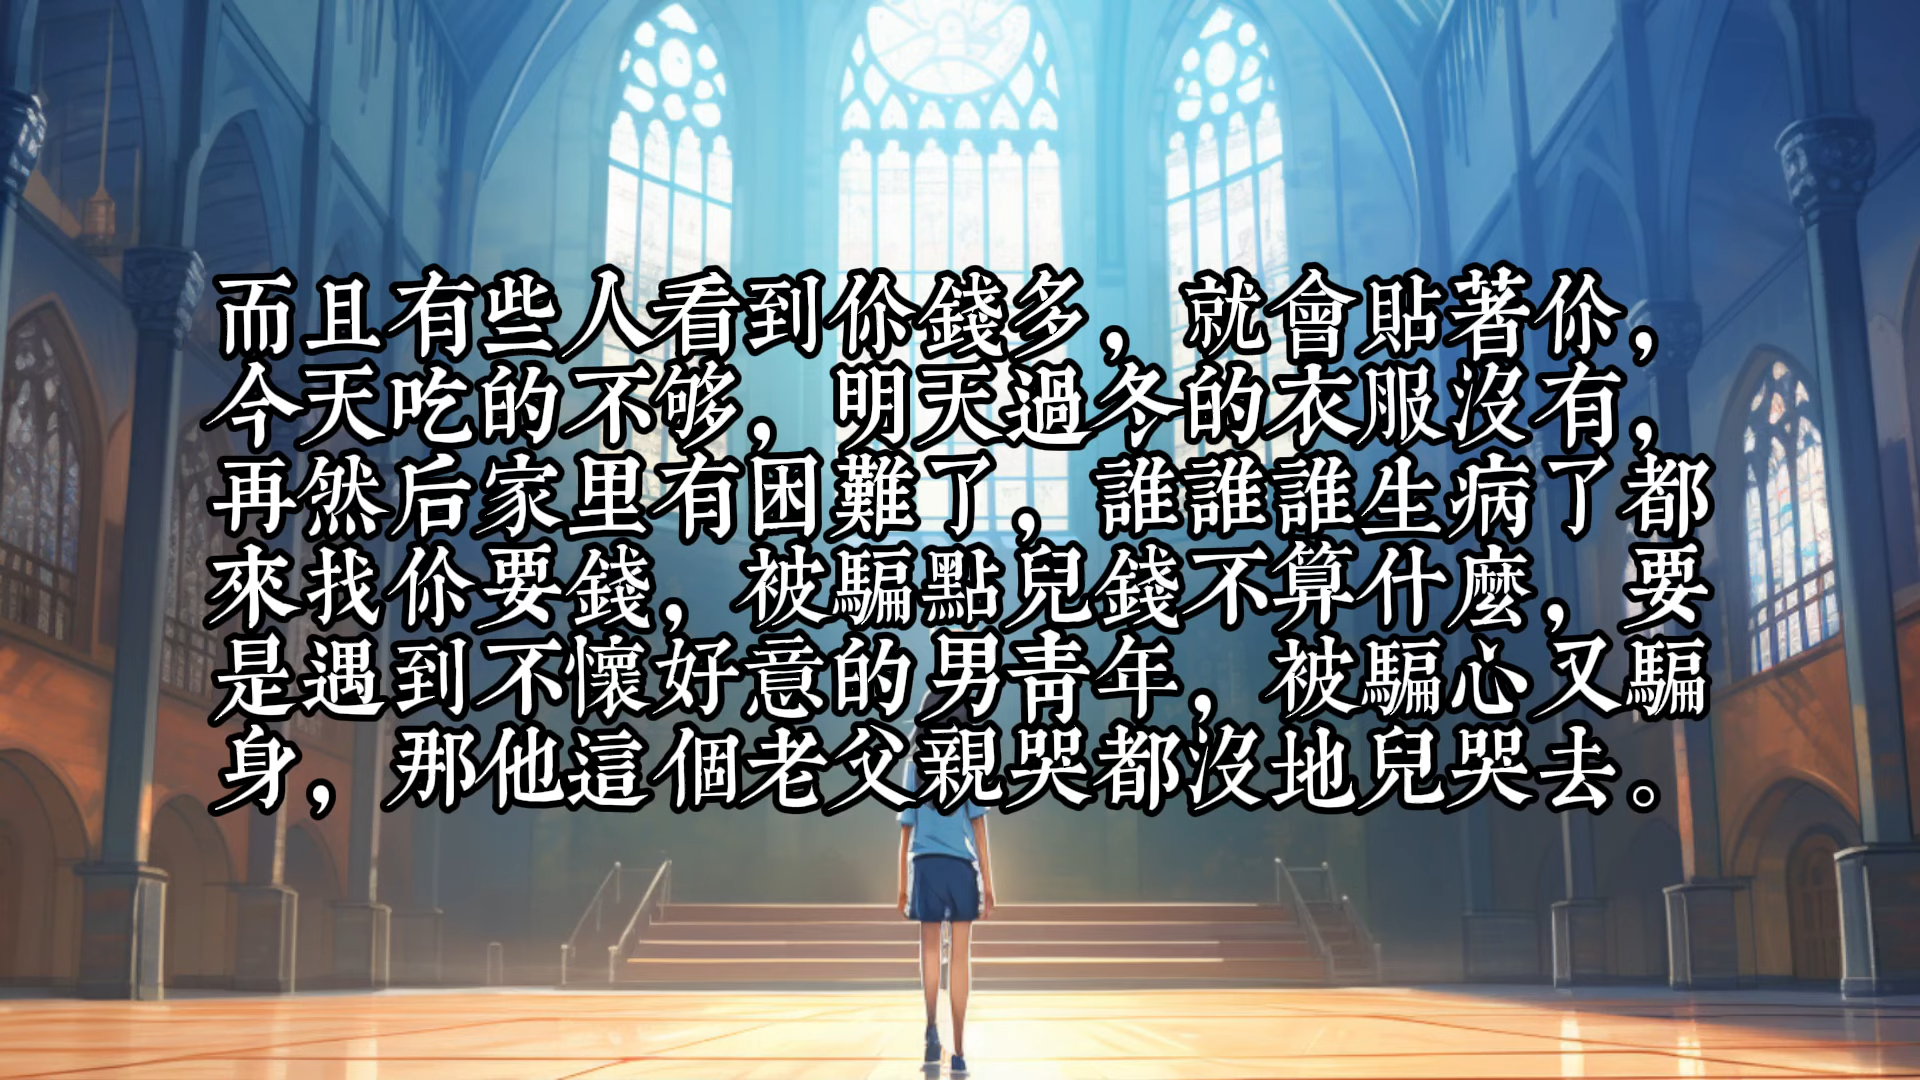 而且有些人看到你錢多，就會貼著你，
今天吃的不够，明天過冬的衣服沒有，
再然后家里有困難了，誰誰誰生病了都
來找你要錢，被騙點兒錢不算什麼，要
是遇到不懷好意的男青年，被騙心又騙
身，那他這個老父親哭都沒地兒哭去。